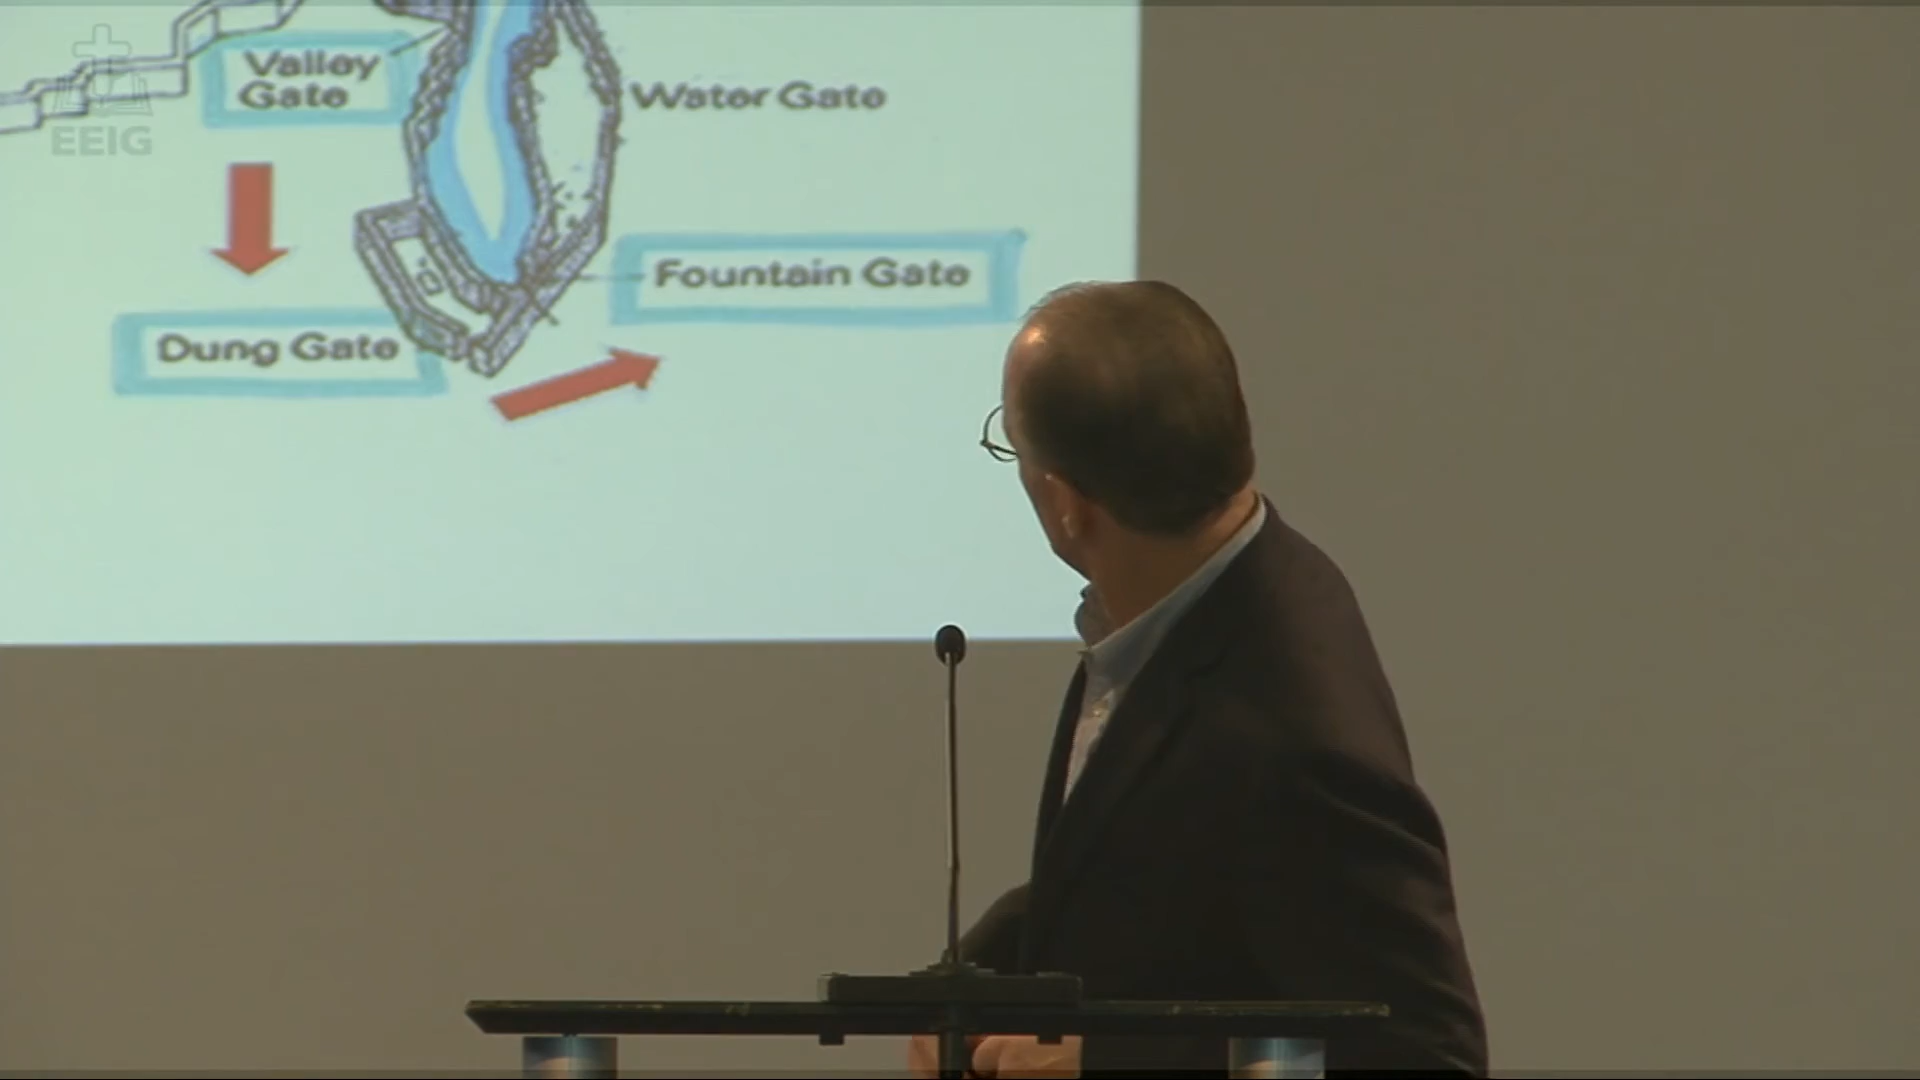 Valley
Gate
EEIG
Water Gate
Fountain Gate
Dung Gate